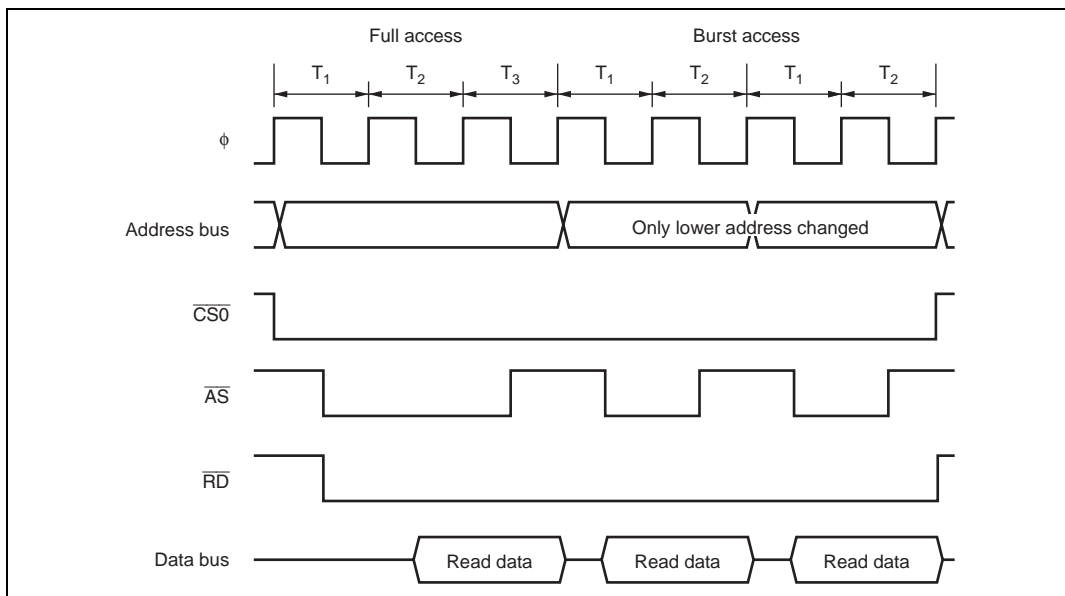 Full access Burst access
T1 T2 T3 T1 T2 T1 T2
ϕ
Address bus Only lower address changed
CS0
AS
RD
Data bus Read data Read data Read data